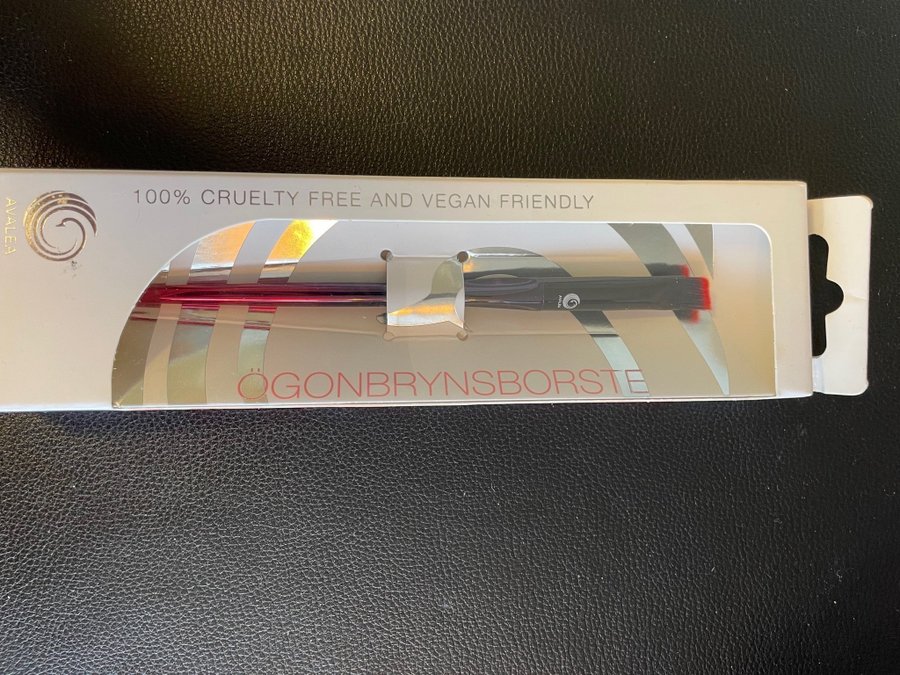 100% CRUELTY FREE AND VEGAN FRIENDLY
AVALEA
ÖGONBRYNSBORSTE